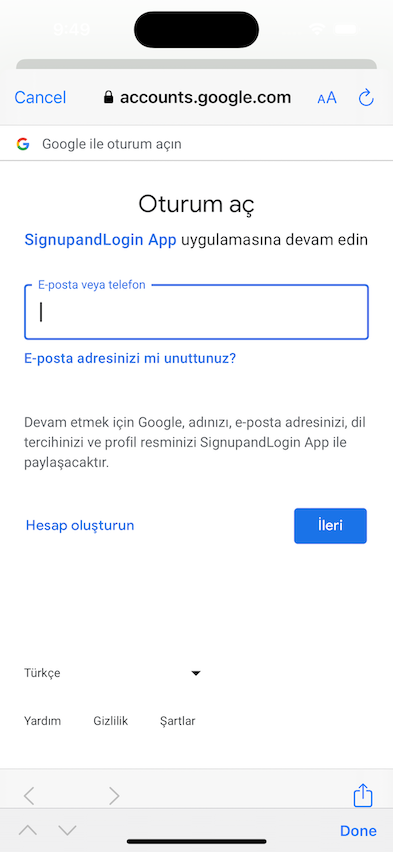 9:49
Cancel
accounts.google.com
AA
Google ile oturum açın
Oturum aç
SignupandLogin App uygulamasına devam edin
E-posta veya telefon
E-posta adresinizi mi unuttunuz?
Devam etmek için Google, adınızı, e-posta adresinizi, dil
tercihinizi ve profil resminizi SignupandLogin App ile
paylaşacaktır.
Hesap oluşturun
İleri
Türkçe
Yardım
Gizlilik
Şartlar
Done